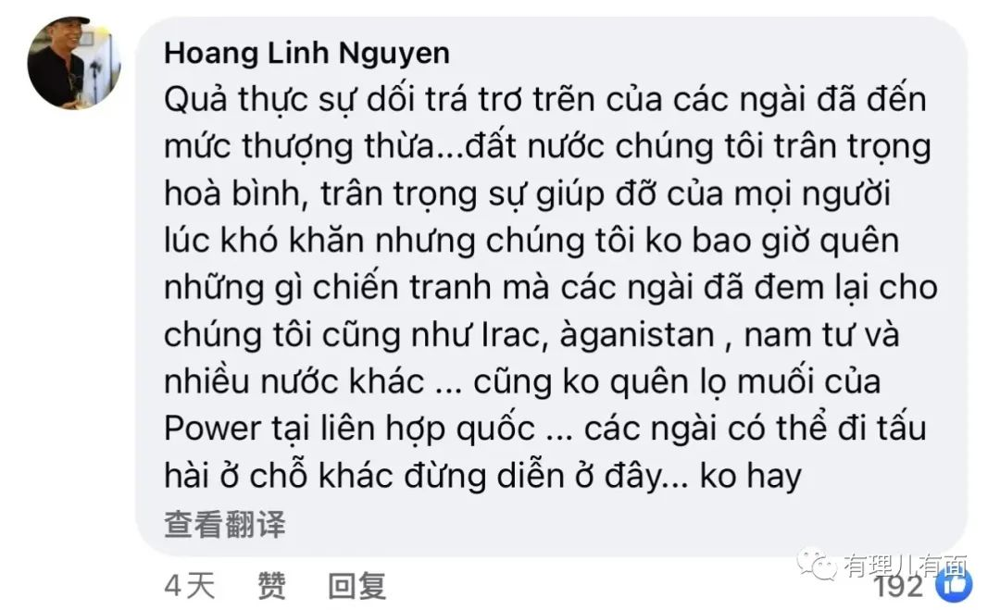 Hoang Linh Nguyen
Quả thực sự dối trá trơ trẽn của các ngài đã đến
mức thượng thừa...đất nước chúng tôi trân trọng
hoà bình, trân trọng sự giúp đỡ của mọi người
lúc khó khăn nhưng chúng tôi ko bao giờ quên
những gì chiến tranh mà các ngài đã đem lại cho
chúng tôi cũng như Irac, àganistan , nam tư và
nhiều nước khác ... cũng ko quên lọ muối của
Power tại liên hợp quốc ... các ngài có thể đi tấu
hài ở chỗ khác đừng diễn ở đây... ko hay
查看翻译
有理儿有面
4天 赞 回复 192